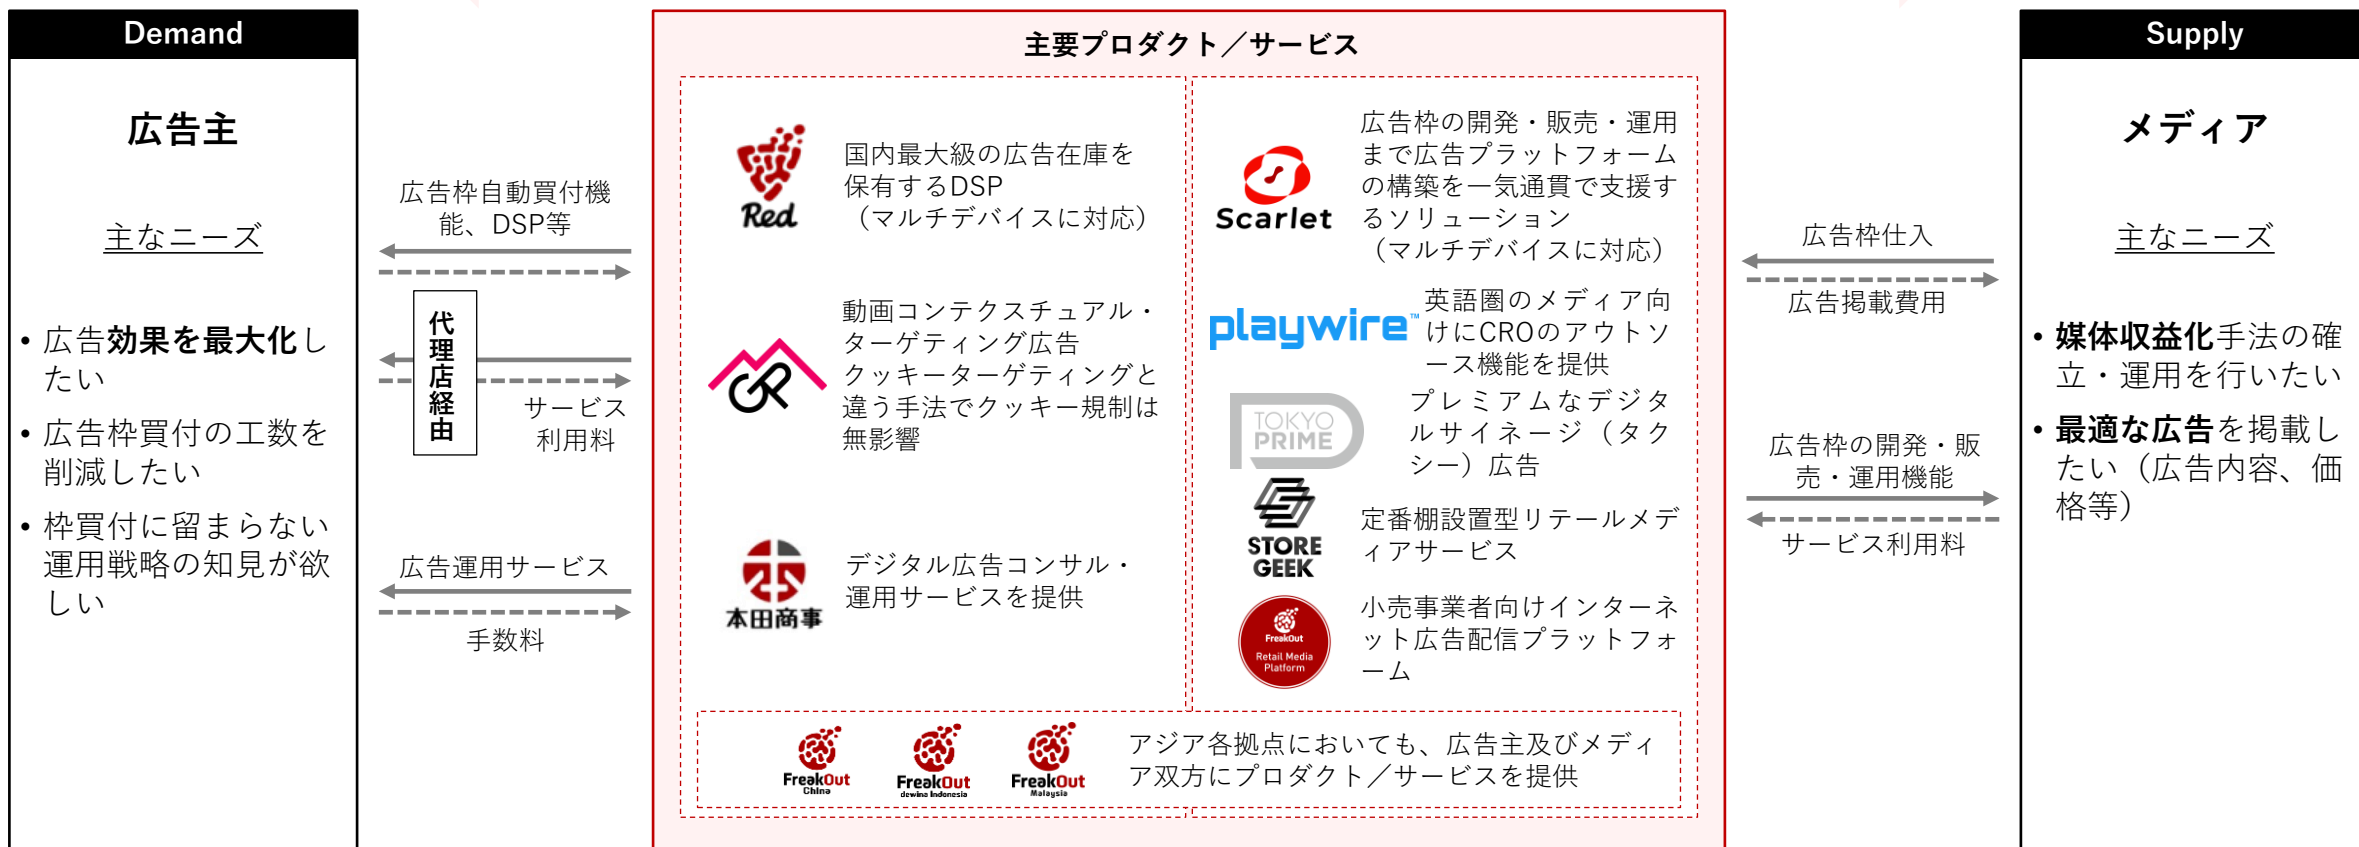 Demand
広告主
主なニーズ
• 広告効果を最大化し
たい
• 広告枠買付の工数を
削減したい
• 枠買付に留まらない
運用戦略の知見が欲
しい
広告枠自動買付機
能、DSP等
代理店経由
サービス
利用料
広告運用サービス
手数料
主要プロダクト／サービス
Red
国内最大級の広告在庫を
保有するDSP
（マルチデバイスに対応）
GR
動画コンテクスチュアル・
ターゲティング広告
クッキーターゲティングと
違う手法でクッキー規制は
無影響
本田商事
デジタル広告コンサル・
運用サービスを提供
Scarlet
広告枠の開発・販売・運用
まで広告プラットフォーム
の構築を一気通貫で支援す
るソリューション
（マルチデバイスに対応）
playwire™
英語圏のメディア向
けにCROのアウトソ
ース機能を提供
TOKYO
PRIME
プレミアムなデジタ
ルサイネージ（タク
シー）広告
STORE
GEEK
定番棚設置型リテールメデ
ィアサービス
FreakOut
Retail Media
Platform
小売事業者向けインターネ
ット広告配信プラットフォ
ーム
FreakOut
China
FreakOut
dewina Indonesia
FreakOut
Malaysia
アジア各拠点においても、広告主及びメディ
ア双方にプロダクト／サービスを提供
広告枠仕入
広告掲載費用
広告枠の開発・販
売・運用機能
サービス利用料
Supply
メディア
主なニーズ
• 媒体収益化手法の確
立・運用を行いたい
• 最適な広告を掲載し
たい（広告内容、価
格等）